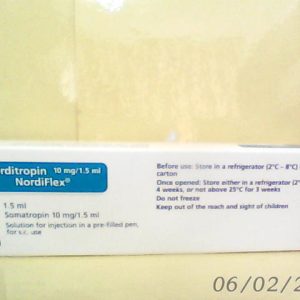 rditropin 10 mg/1.5 ml
NordiFlex®
1.5 ml
Somatropin 10 mg/1 ml
Solution for injection in a pre-filled pen,
for s.c. use
Before use: Store in a refrigerator (2°C - 8°C)
carton
Once opened: Store either in a refrigerator (2°C
4 weeks, or not above 25°C for 3 weeks
Do not freeze
Keep out of the reach and sight of children
06/02/2